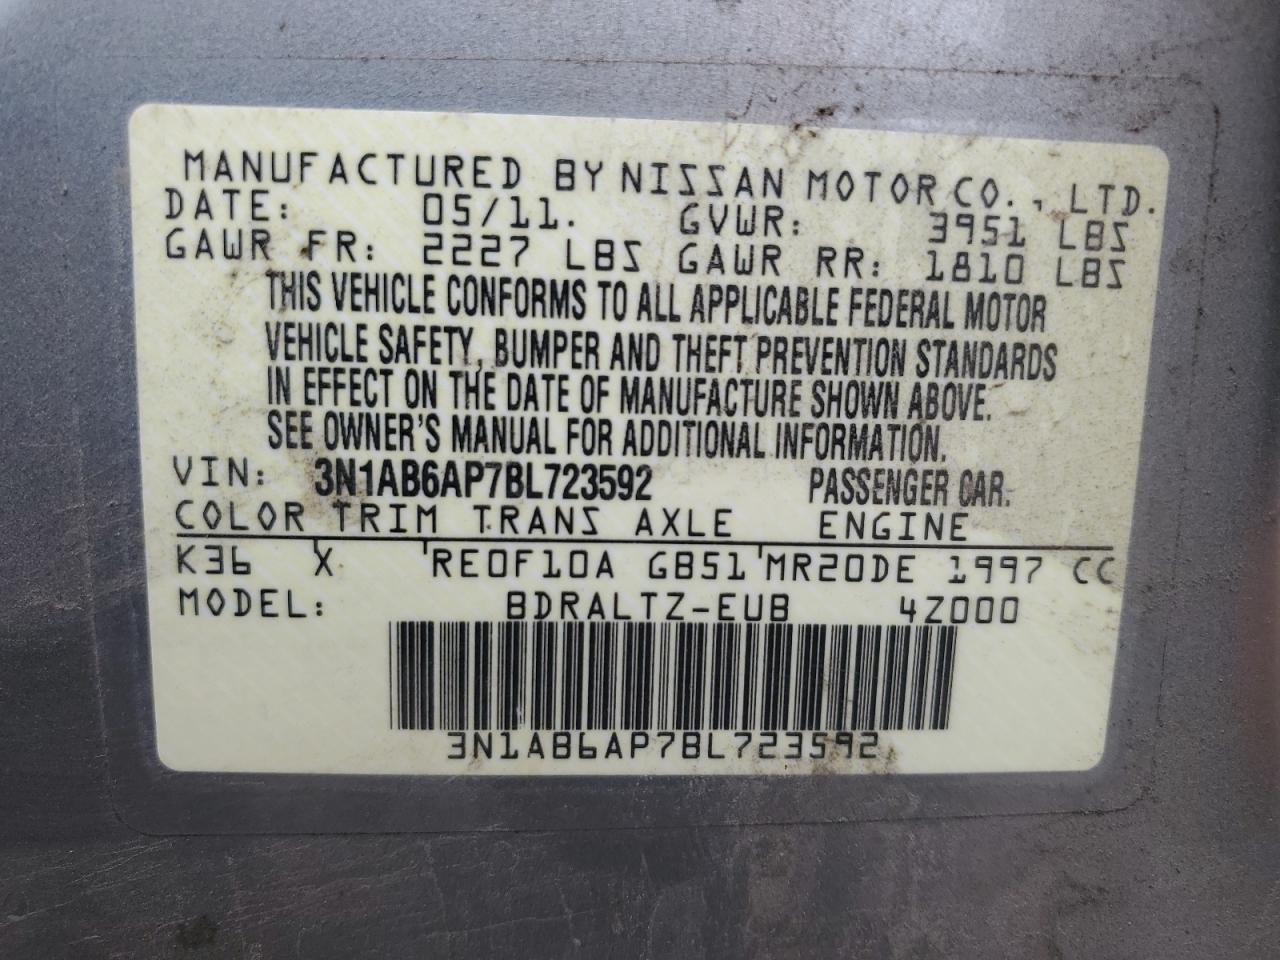 MANUFACTURED BY NISSAN MOTOR CO., LTD.
DATE: 05/11. GVWR: 3951 LBS
GAWR FR: 2227 LBS GAWR RR: 1810 LBS
THIS VEHICLE CONFORMS TO ALL APPLICABLE FEDERAL MOTOR
VEHICLE SAFETY, BUMPER AND THEFT PREVENTION STANDARDS
IN EFFECT ON THE DATE OF MANUFACTURE SHOWN ABOVE.
SEE OWNER'S MANUAL FOR ADDITIONAL INFORMATION.
VIN: 3N1AB6AP7BL723592 PASSENGER CAR.
COLOR TRIM TRANS AXLE ENGINE
K36 X RE0F10A GB51 MR20DE 1997 CC
MODEL: BDRALTZ-EUB 4Z000
3N1AB6AP7BL723592